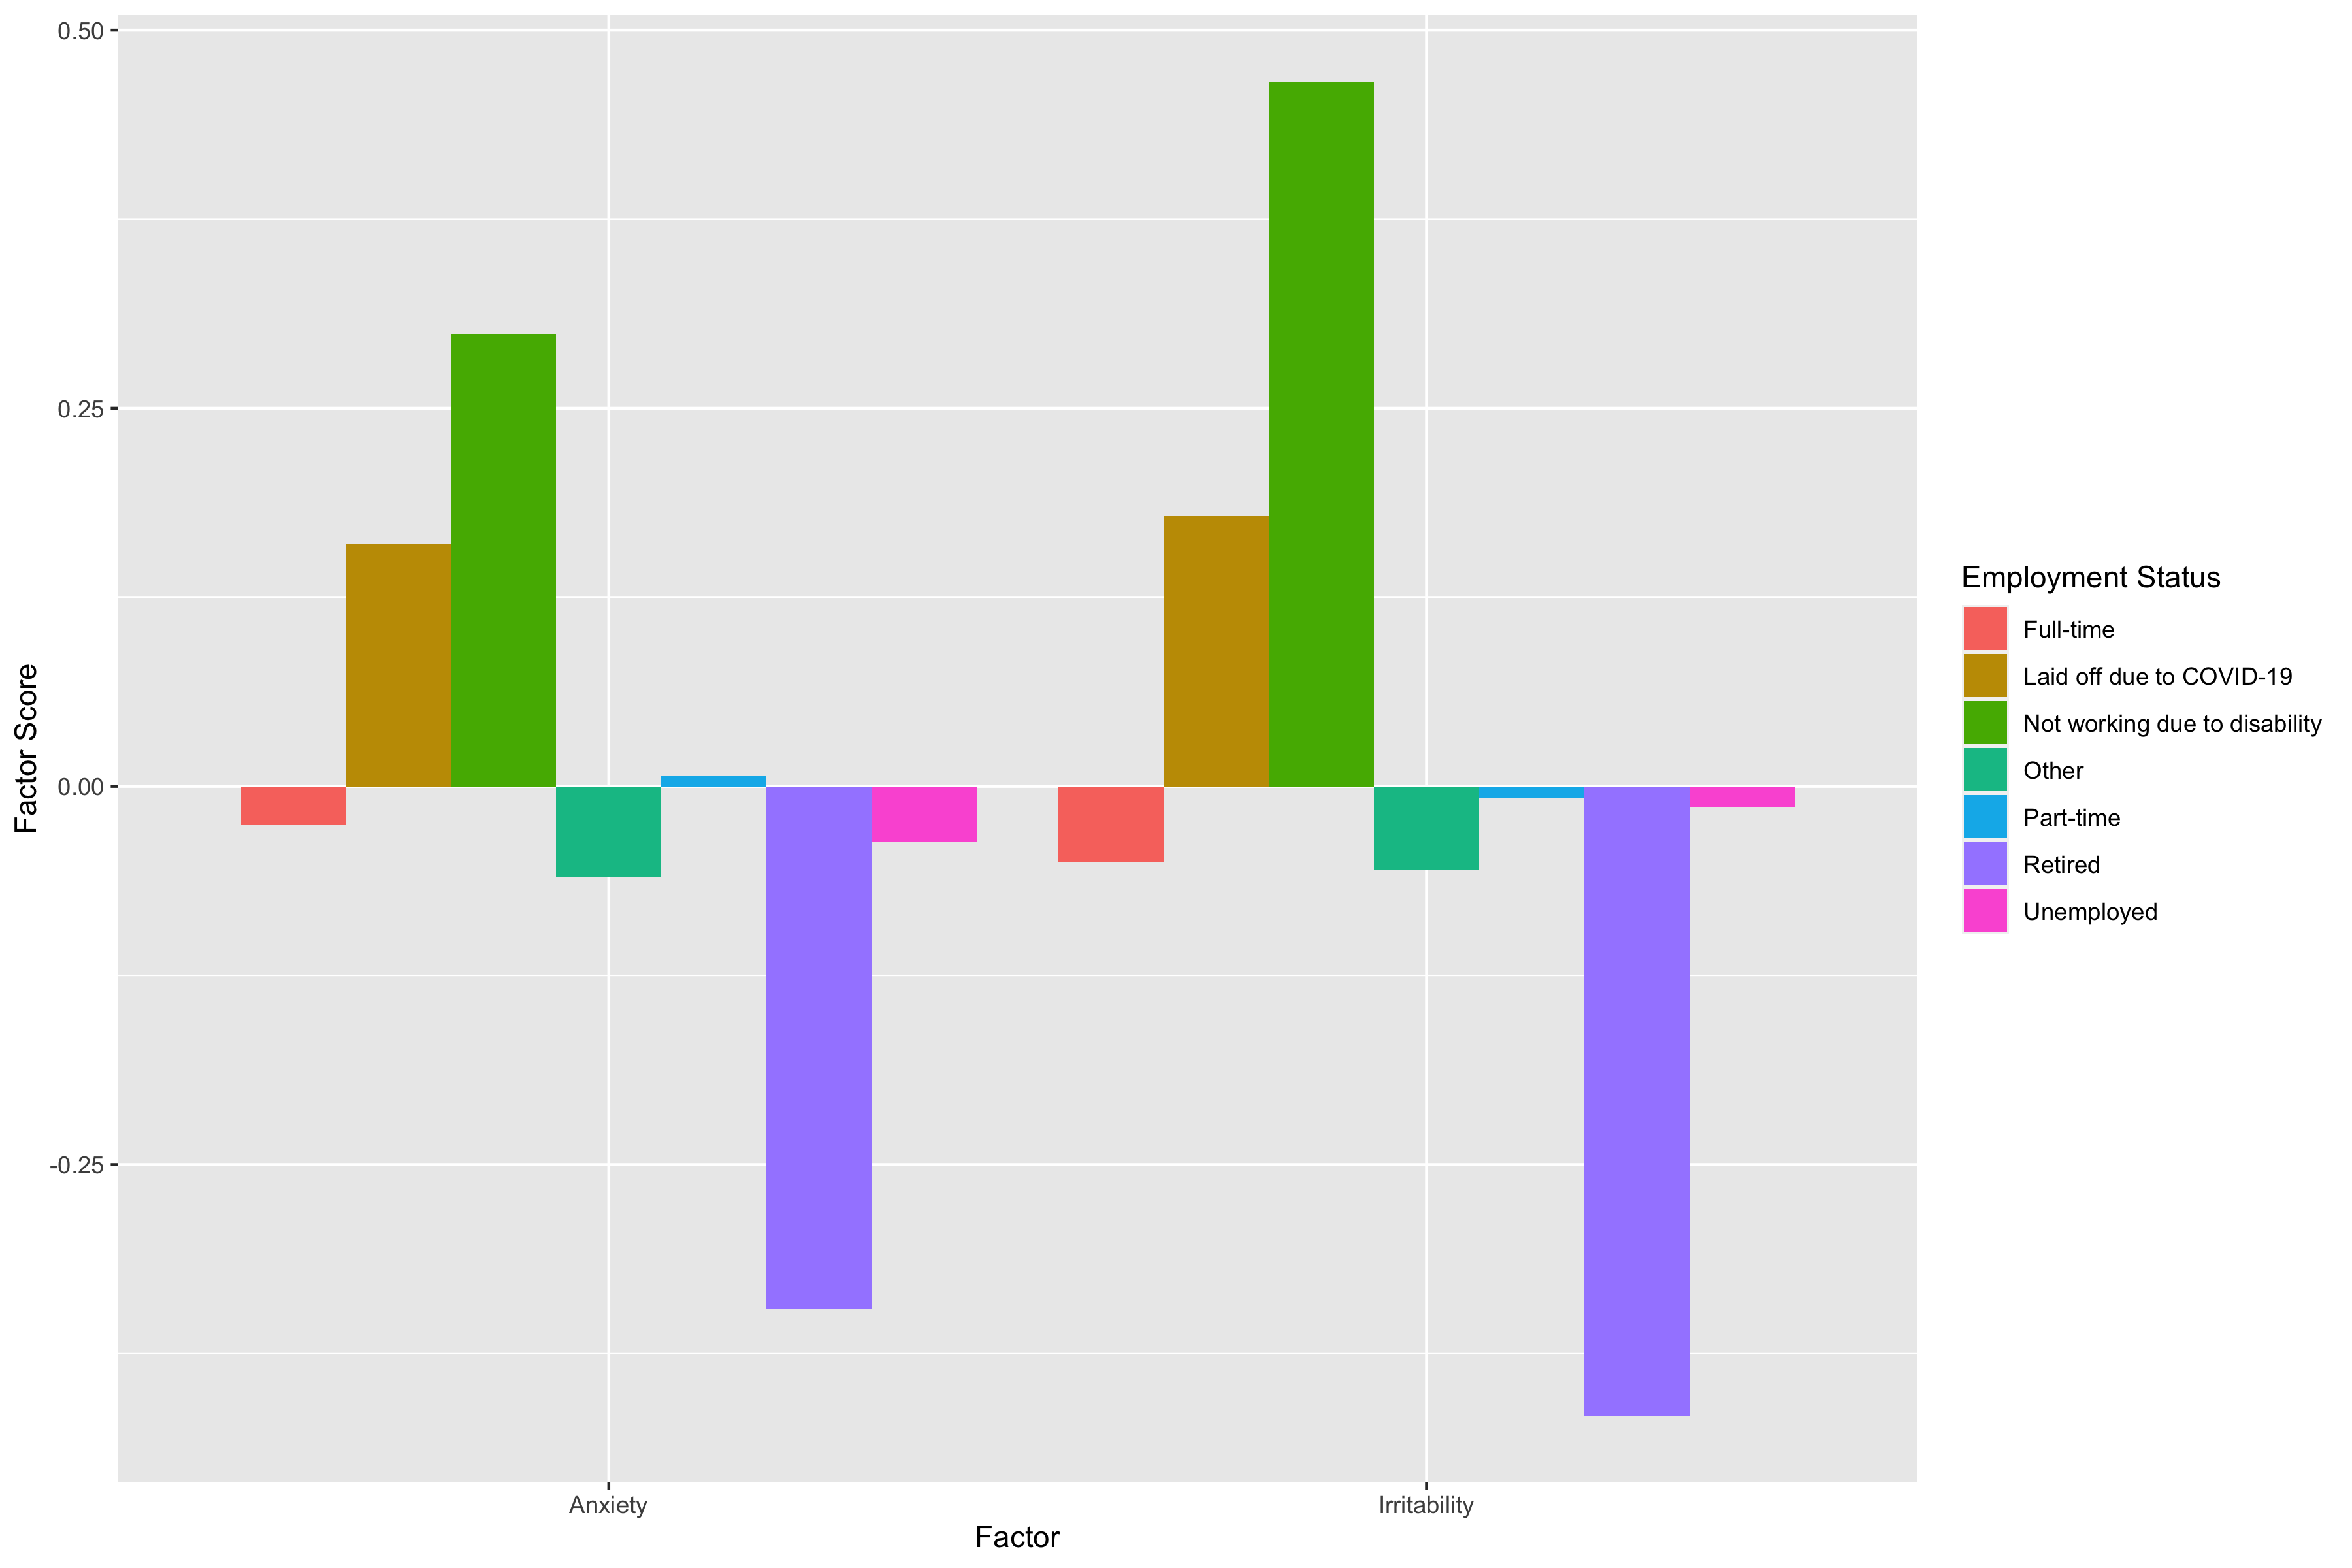 0.50
0.25
0.00
-0.25
Factor Score
Anxiety
Irritability
Factor
Employment Status
Full-time
Laid off due to COVID-19
Not working due to disability
Other
Part-time
Retired
Unemployed